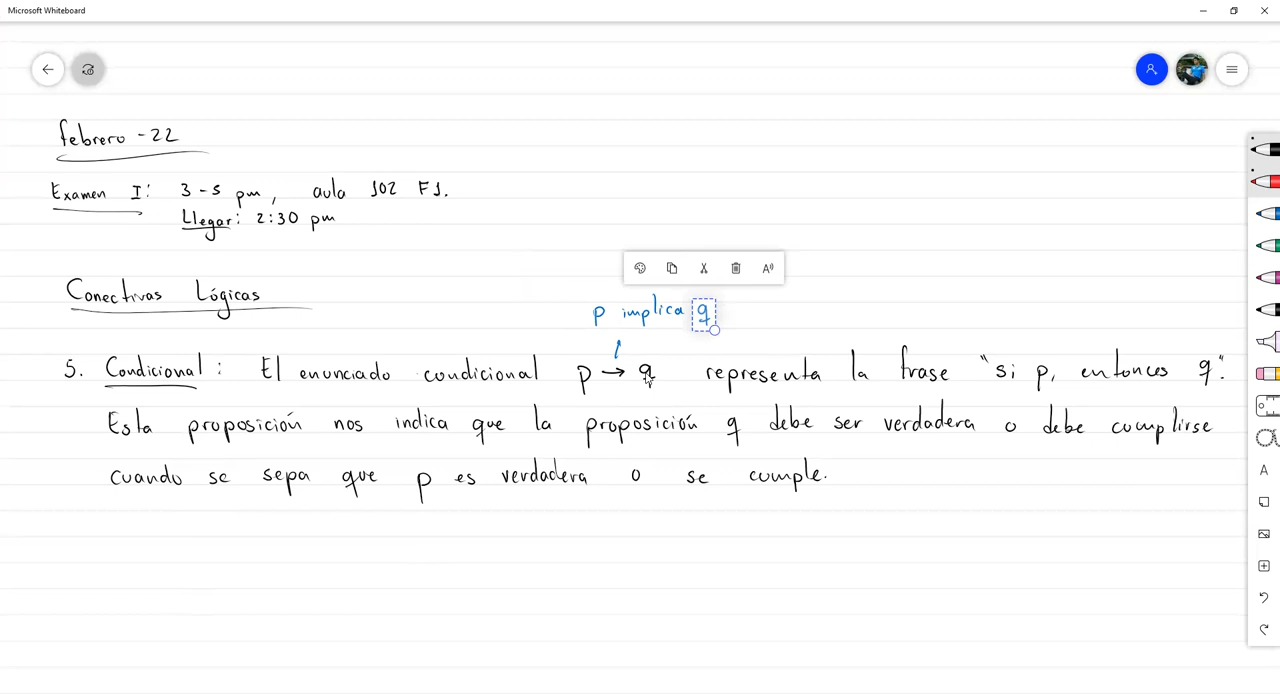 Microsoft Whiteboard
febrero - 22
Examen I: 3 - 5 pm, aula 102 F1.
Llegar: 2:30 pm
Conectivas Lógicas
p implica q
5. Condicional: El enunciado condicional p → q representa la frase "si p, entonces q".
Esta proposición nos indica que la proposición q debe ser verdadera o debe cumplirse
cuando se sepa que p es verdadera o se cumple.